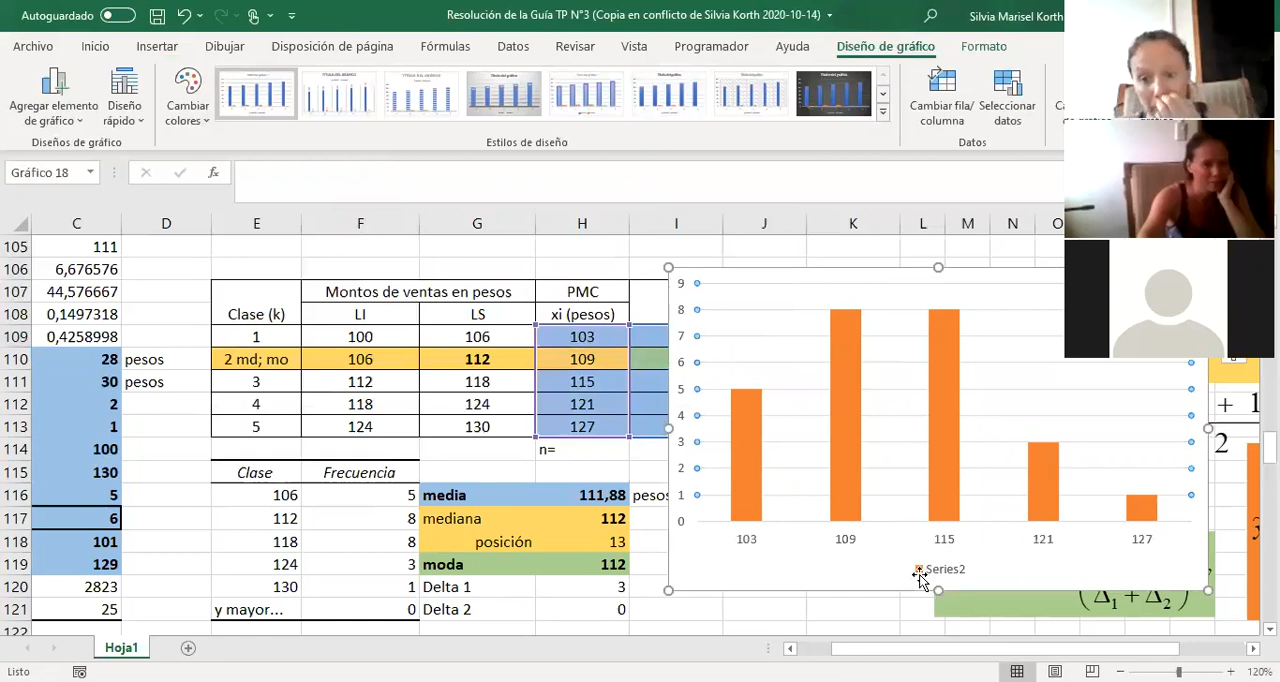 Autoguardado
Resolución de la Guía TP N°3 (Copia en conflicto de Silvia Korth 2020-10-14)
Silvia Marisel Korth
Archivo Inicio Insertar Dibujar Disposición de página Fórmulas Datos Revisar Vista Programador Ayuda Diseño de gráfico Formato
Agregar elemento de gráfico
Diseño rápido
Cambiar colores
Cambiar fila/ columna
Seleccionar datos
Diseños de gráfico
Estilos de diseño
Datos
Gráfico 18
fx
C D E F G H I J K L M N O
105 111
106 6,676576
107 44,576667 Montos de ventas en pesos PMC
108 0,1497318 Clase (k) LI LS xi (pesos)
109 0,4258998 1 100 106 103
110 28 pesos 2 md; mo 106 112 109
111 30 pesos 3 112 118 115
112 2 4 118 124 121
113 1 5 124 130 127
114 100 n=
115 130 Clase Frecuencia
116 5 106 5 media 111,88 pesos
117 6 112 8 mediana 112
118 101 118 8 posición 13
119 129 124 3 moda 112
120 2823 130 1 Delta 1 3
121 25 y mayor... 0 Delta 2 0
122
9
8
7
6
5
4
3
2
1
0
103 109 115 121 127
Series2
+ 1
2
(Δ1 + Δ2)
Hoja1
Listo
120%